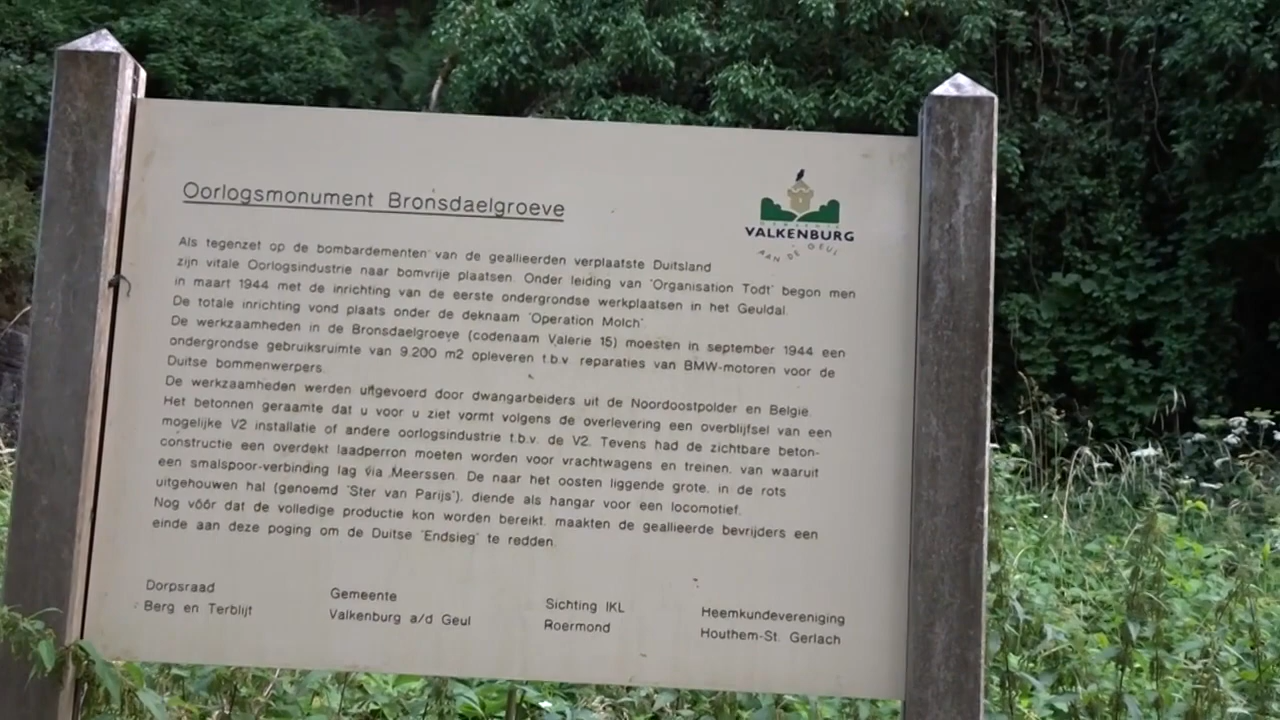 Oorlogsmonument Bronsdaelgroeve
GEMEENTE
VALKENBURG
AAN DE GEUL
Als tegenzet op de bombardementen van de geallieerden verplaatste Duitsland
zijn vitale Oorlogsindustrie naar bomvrije plaatsen. Onder leiding van "Organisation Todt" begon men
in maart 1944 met de inrichting van de eerste ondergrondse werkplaatsen in het Geuldal.
De totale inrichting vond plaats onder de deknaam "Operation Molch".
De werkzaamheden in de Bronsdaelgroeve (codenaam Valerie 15) moesten in september 1944 een
ondergrondse gebruiksruimte van 9.200 m2 opleveren t.b.v. reparaties van BMW-motoren voor de
Duitse bommenwerpers.
De werkzaamheden werden uitgevoerd door dwangarbeiders uit de Noordoostpolder en Belgie.
Het betonnen geraamte dat u voor u ziet vormt volgens de overlevering een overblijfsel van een
mogelijke V2 installatie of andere oorlogsindustrie t.b.v. de V2. Tevens had de zichtbare beton-
constructie een overdekt laadperron moeten worden voor vrachtwagens en treinen, van waaruit
een smalspoor-verbinding lag via Meerssen. De naar het oosten liggende grote, in de rots
uitgehouwen hal (genoemd "Ster van Parijs"), diende als hangar voor een locomotief.
Nog vóór dat de volledige productie kon worden bereikt, maakten de geallieerde bevrijders een
einde aan deze poging om de Duitse "Endsieg" te redden.
Dorpsraad
Berg en Terblijt
Gemeente
Valkenburg a/d Geul
Sichting IKL
Roermond
Heemkundevereniging
Houthem-St. Gerlach